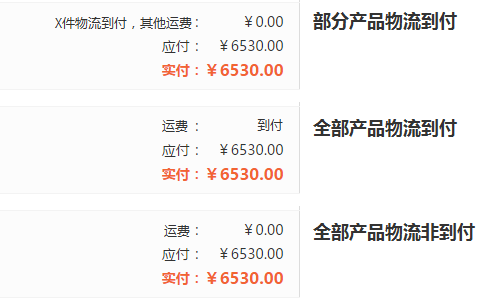 X件物流到付，其他运费： ￥0.00 部分产品物流到付
应付： ￥6530.00
实付：￥6530.00
运费： 到付 全部产品物流到付
应付： ￥6530.00
实付：￥6530.00
运费： ￥0.00 全部产品物流非到付
应付： ￥6530.00
实付：￥6530.00